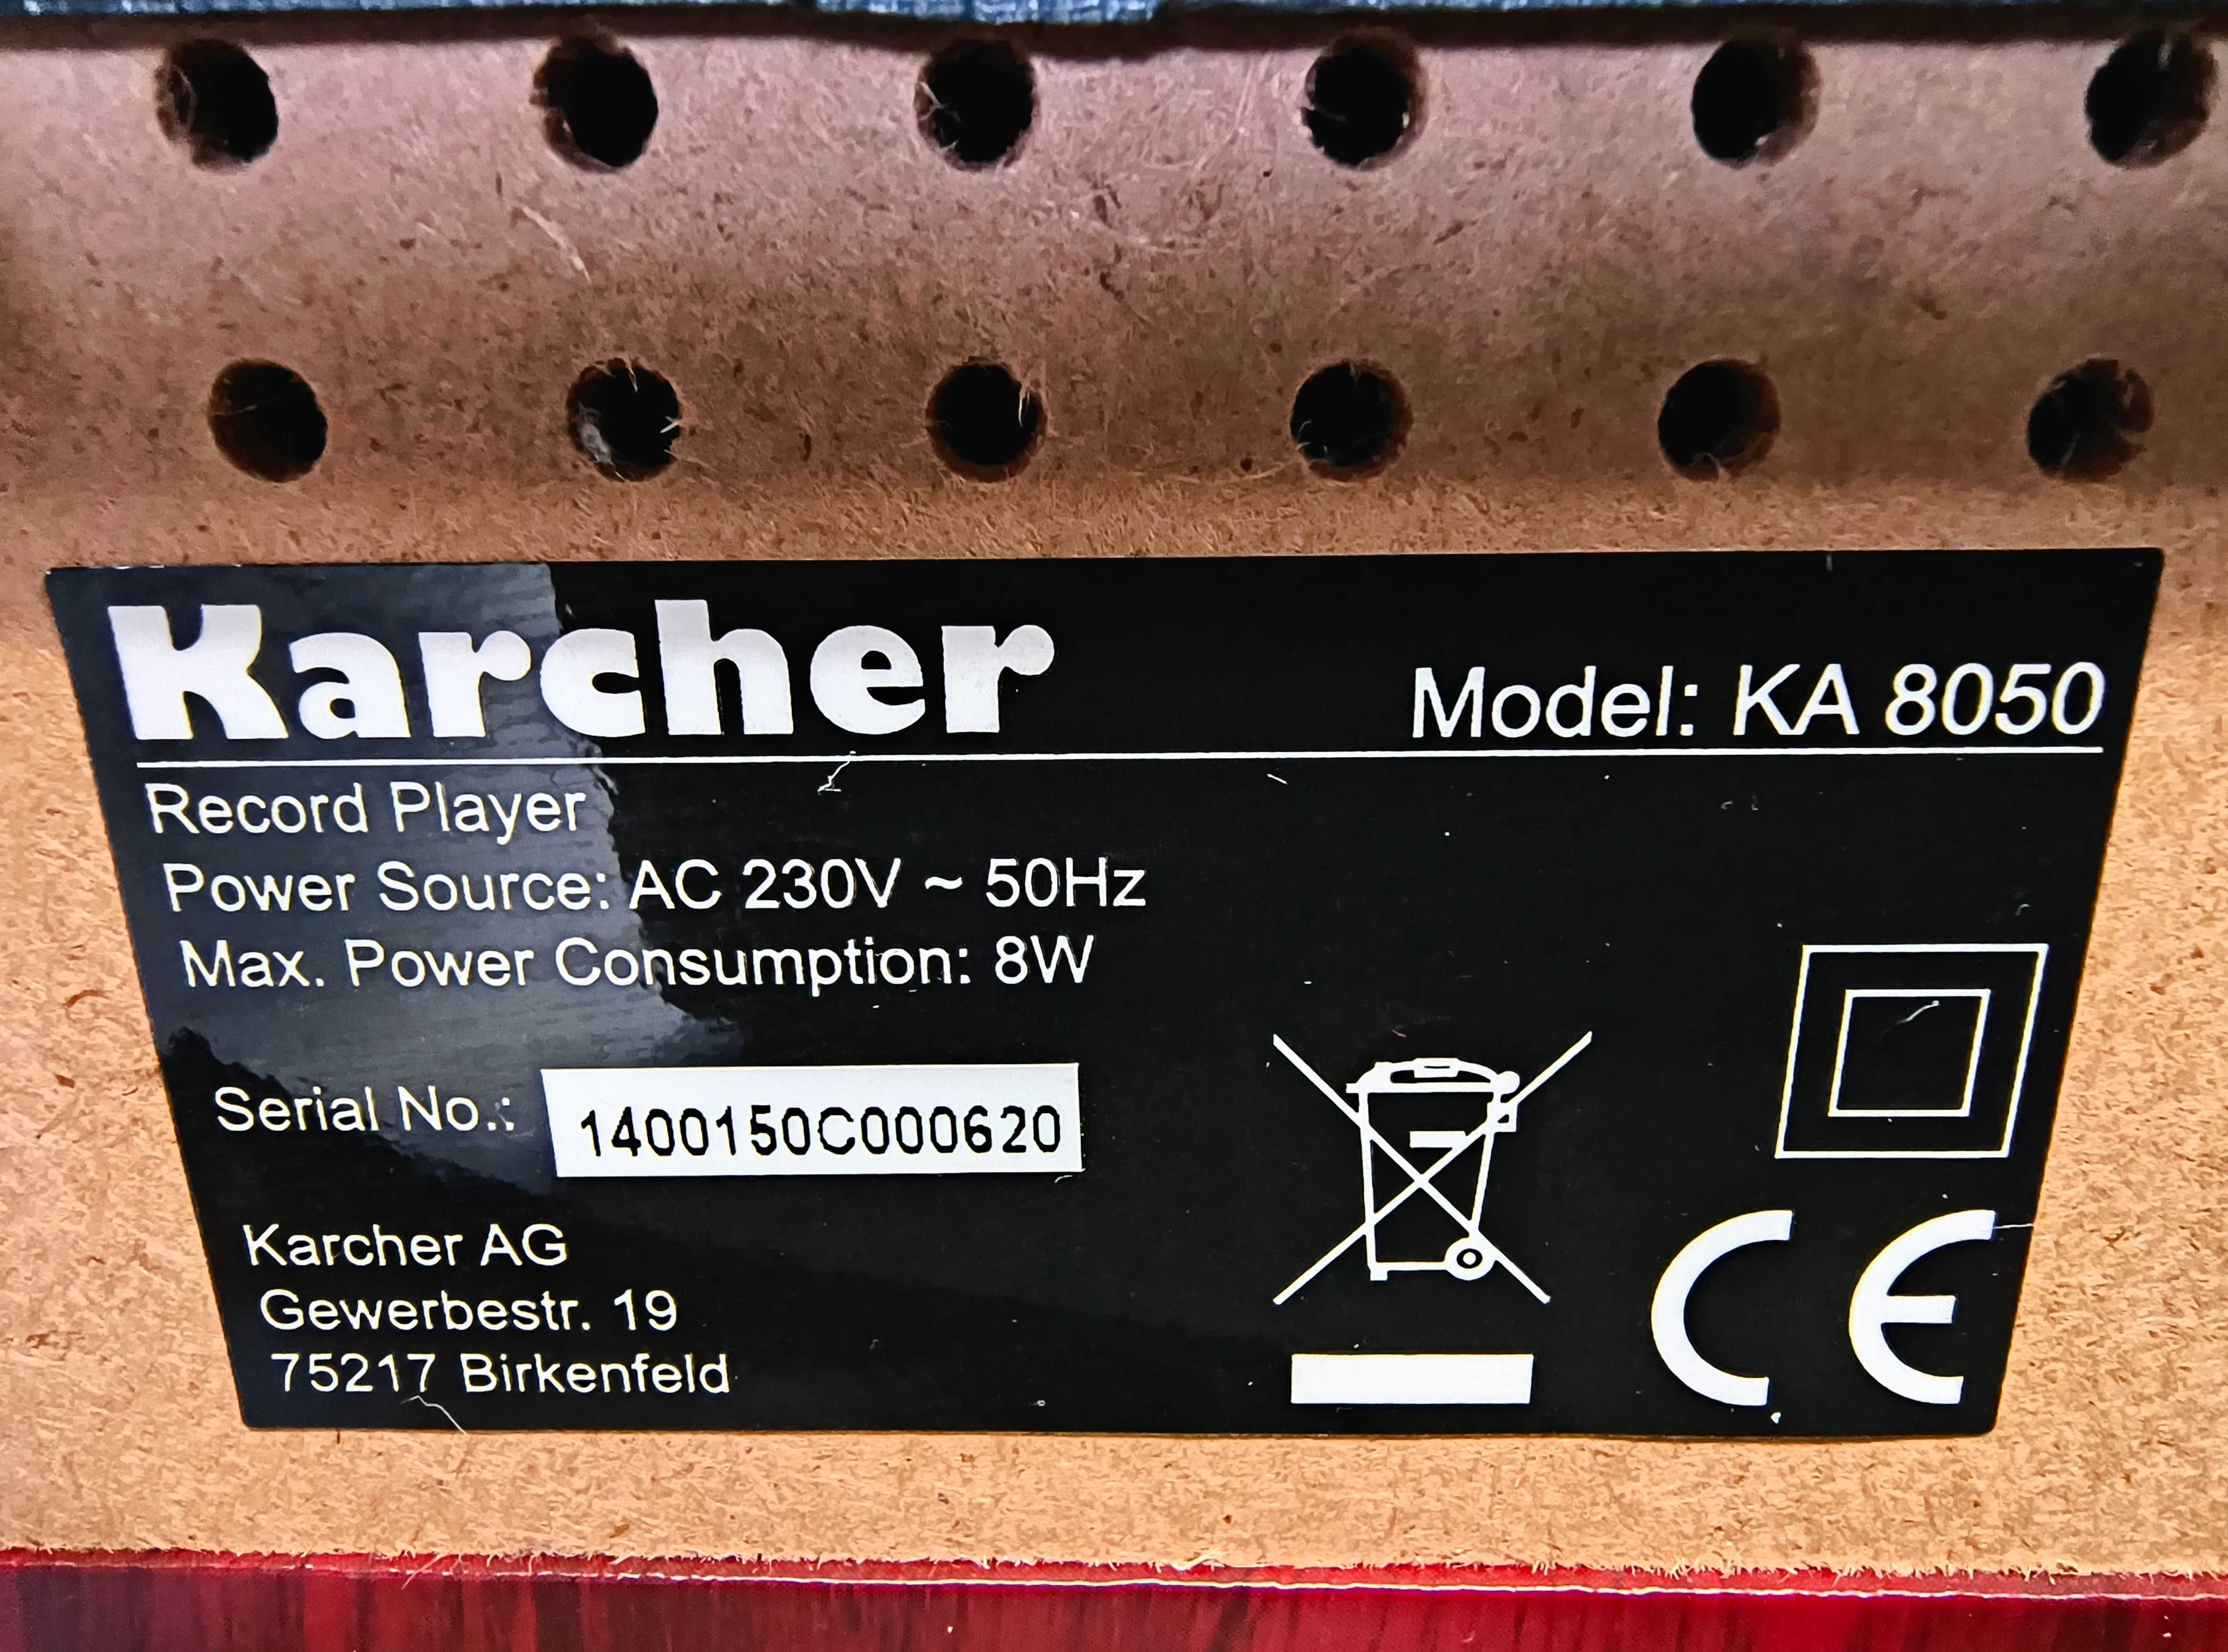 Karcher
Model: KA 8050
Record Player
Power Source: AC 230V ~ 50Hz
Max. Power Consumption: 8W
Serial No.: 1400150C000620
Karcher AG
Gewerbestr. 19
75217 Birkenfeld
CE